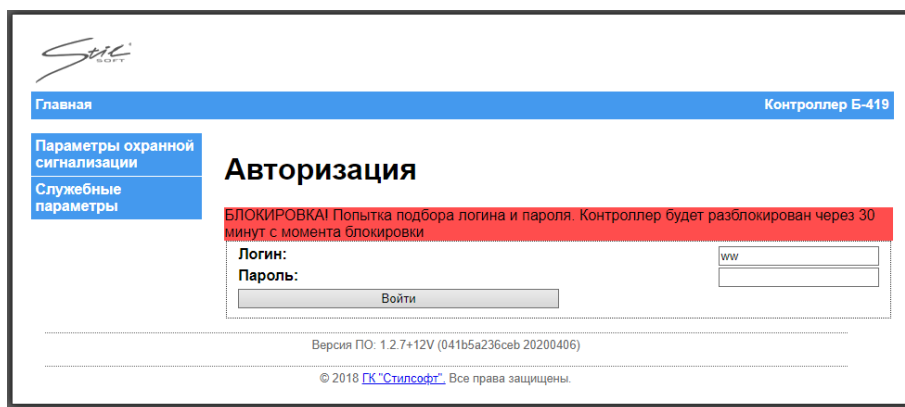 Stil
SOFT
Главная
Контроллер Б-419
Параметры охранной
сигнализации
Служебные
параметры
Авторизация
БЛОКИРОВКА! Попытка подбора логина и пароля. Контроллер будет разблокирован через 30
минут с момента блокировки
Логин:
ww
Пароль:
Войти
Версия ПО: 1.2.7+12V (041b5a236ceb 20200406)
© 2018 ГК "Стилсофт". Все права защищены.